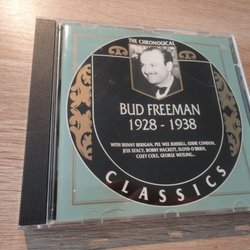 THE CHRONOLOGICAL
BUD FREEMAN
1928 - 1938
WITH BUNNY BERIGAN, PEE WEE RUSSELL, EDDIE CONDON,
JESS STACY, BOBBY HACKETT, FLOYD O'BRIEN,
COZY COLE, GEORGE WETLING...
CLASSICS